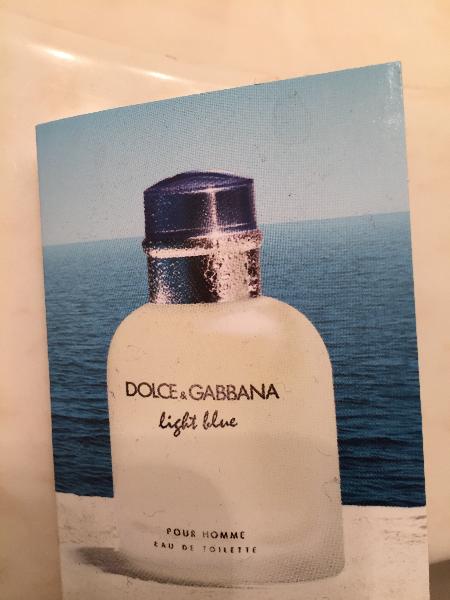 DOLCE & GABBANA
light blue
POUR HOMME
EAU DE TOILETTE